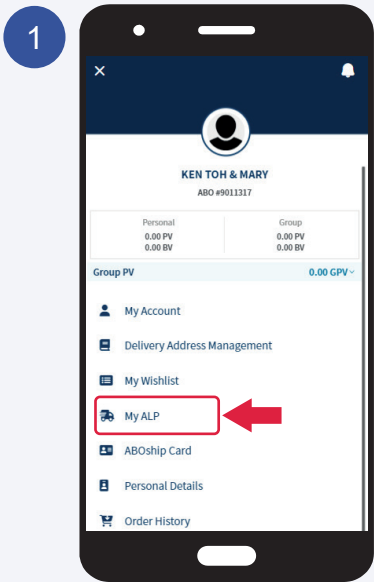 1
KEN TOH & MARY
ABO #9011317
Personal Group
0.00 PV 0.00 PV
0.00 BV 0.00 BV
Group PV 0.00 GPV
My Account
Delivery Address Management
My Wishlist
My ALP
ABOship Card
Personal Details
Order History